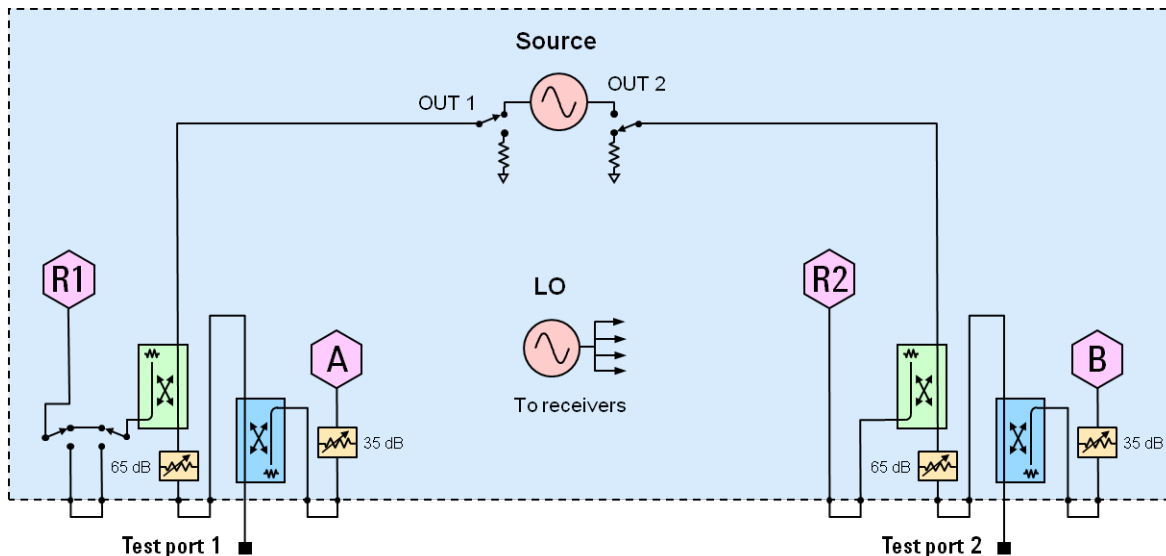 Source
OUT 1
OUT 2
R1
LO
R2
A
B
To receivers
65 dB
35 dB
65 dB
35 dB
Test port 1
Test port 2